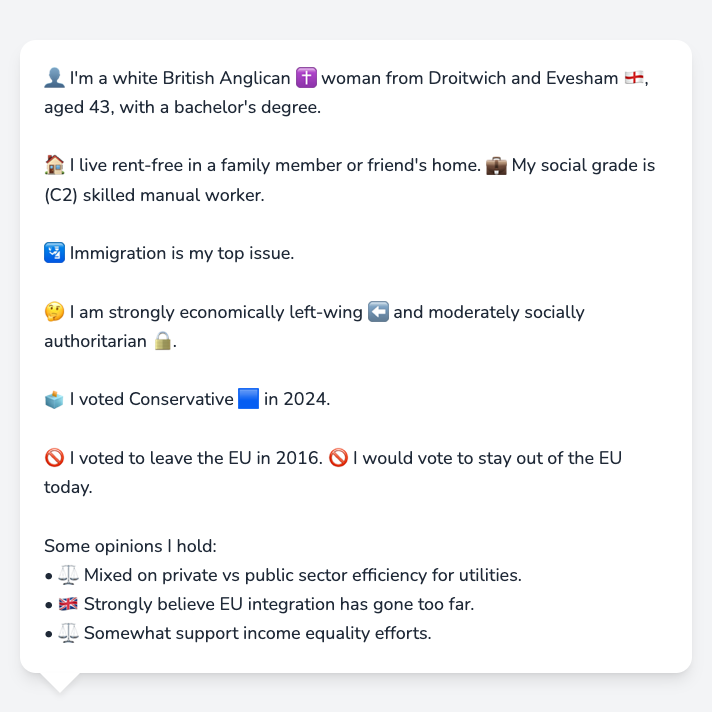 👤 I'm a white British Anglican ✝️ woman from Droitwich and Evesham 🏴󠁧󠁢󠁥󠁮󠁧󠁿,
aged 43, with a bachelor's degree.
🏠 I live rent-free in a family member or friend's home. 💼 My social grade is
(C2) skilled manual worker.
🛂 Immigration is my top issue.
🤔 I am strongly economically left-wing ⬅️ and moderately socially
authoritarian 🔒.
🗳️ I voted Conservative 🟦 in 2024.
🚫 I voted to leave the EU in 2016. 🚫 I would vote to stay out of the EU
today.
Some opinions I hold:
• ⚖️ Mixed on private vs public sector efficiency for utilities.
• 🇬🇧 Strongly believe EU integration has gone too far.
• ⚖️ Somewhat support income equality efforts.